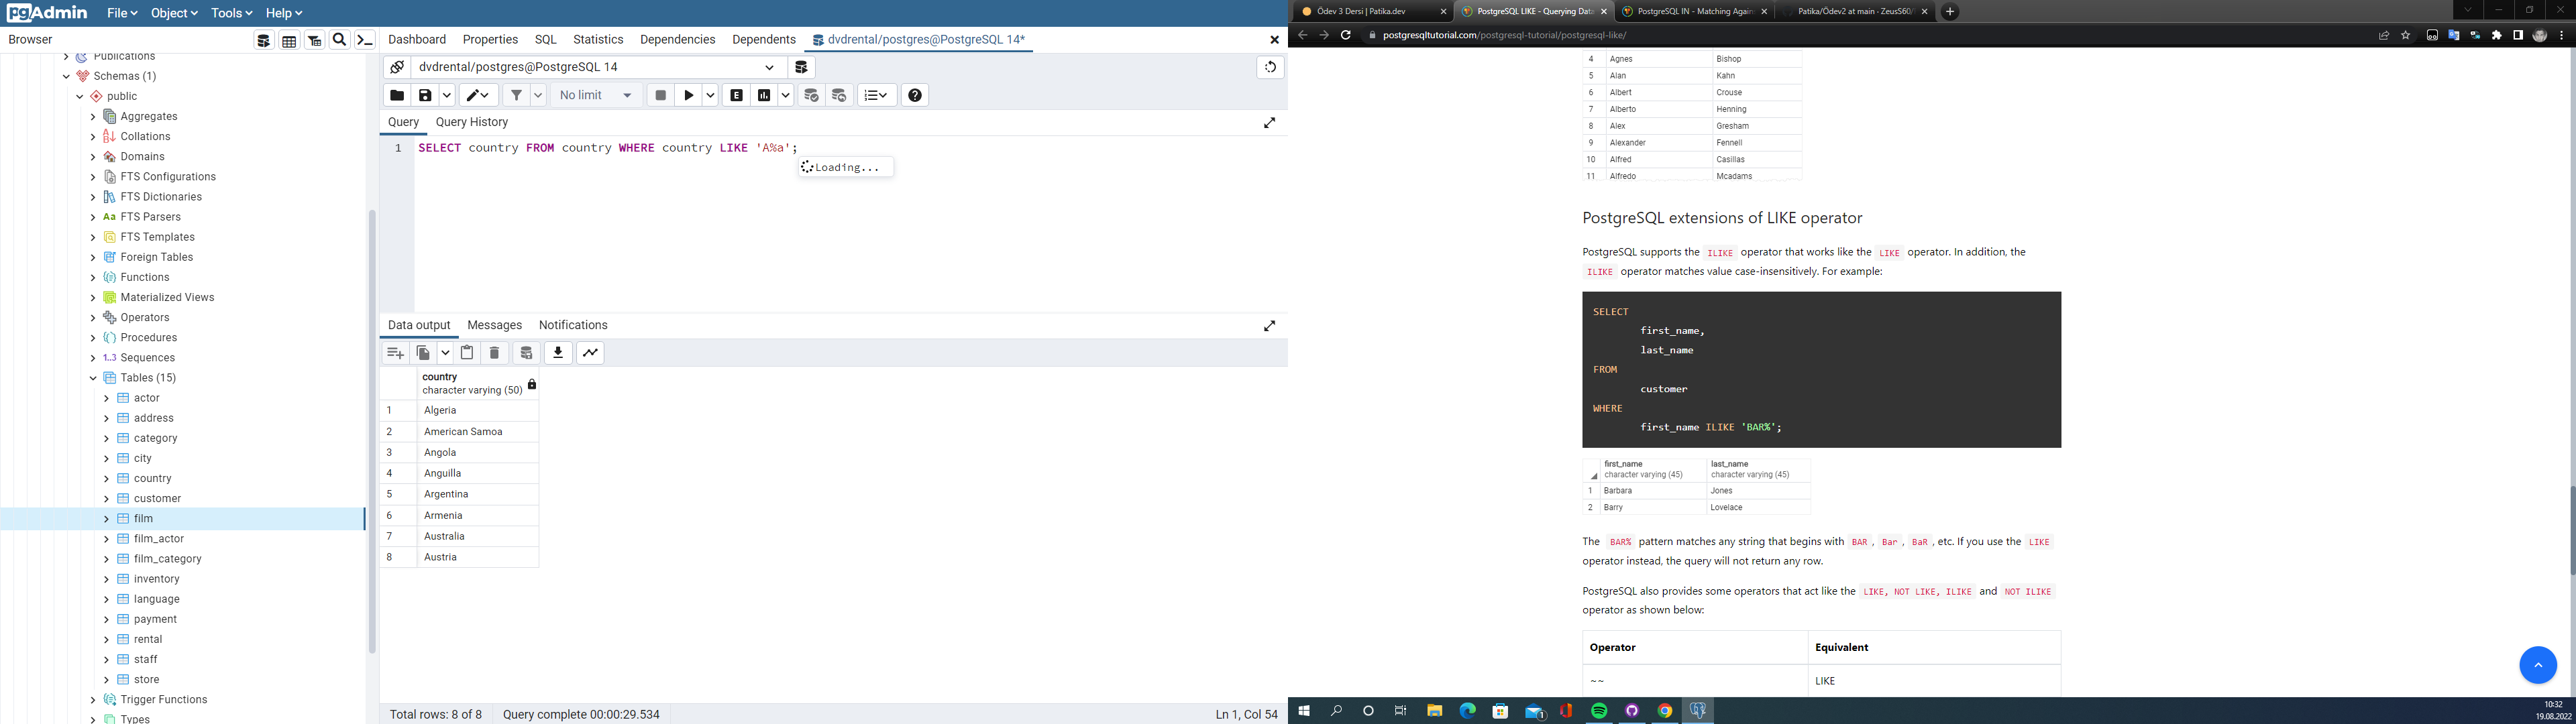 pgAdmin File Object Tools Help
Browser
Publications
Schemas (1)
public
Aggregates
Collations
Domains
FTS Configurations
FTS Dictionaries
Aa FTS Parsers
FTS Templates
Foreign Tables
Functions
Materialized Views
Operators
Procedures
1..3 Sequences
Tables (15)
actor
address
category
city
country
customer
film
film_actor
film_category
inventory
language
payment
rental
staff
store
Trigger Functions
Types
Dashboard Properties SQL Statistics Dependencies Dependents dvdrental/postgres@PostgreSQL 14*
dvdrental/postgres@PostgreSQL 14
No limit
Query Query History
1 SELECT country FROM country WHERE country LIKE 'A%a';
Loading...
Data output Messages Notifications
country
character varying (50)
1 Algeria
2 American Samoa
3 Angola
4 Anguilla
5 Argentina
6 Armenia
7 Australia
8 Austria
Total rows: 8 of 8 Query complete 00:00:29.534 Ln 1, Col 54
Ödev 3 Dersi | Patika.dev PostgreSQL LIKE - Querying Data PostgreSQL IN - Matching Again Patika/Ödev2 at main · ZeusS60/
postgresqltutorial.com/postgresql-tutorial/postgresql-like/
4 Agnes Bishop
5 Alan Kahn
6 Albert Crouse
7 Alberto Henning
8 Alex Gresham
9 Alexander Fennell
10 Alfred Casillas
11 Alfredo Mcadams
PostgreSQL extensions of LIKE operator
PostgreSQL supports the ILIKE operator that works like the LIKE operator. In addition, the
ILIKE operator matches value case-insensitively. For example:
SELECT
first_name,
last_name
FROM
customer
WHERE
first_name ILIKE 'BAR%';
first_name last_name
character varying (45) character varying (45)
1 Barbara Jones
2 Barry Lovelace
The BAR% pattern matches any string that begins with BAR, Bar, BaR, etc. If you use the LIKE
operator instead, the query will not return any row.
PostgreSQL also provides some operators that act like the LIKE, NOT LIKE, ILIKE and NOT ILIKE
operator as shown below:
Operator Equivalent
~~ LIKE
10:32
19.08.2022